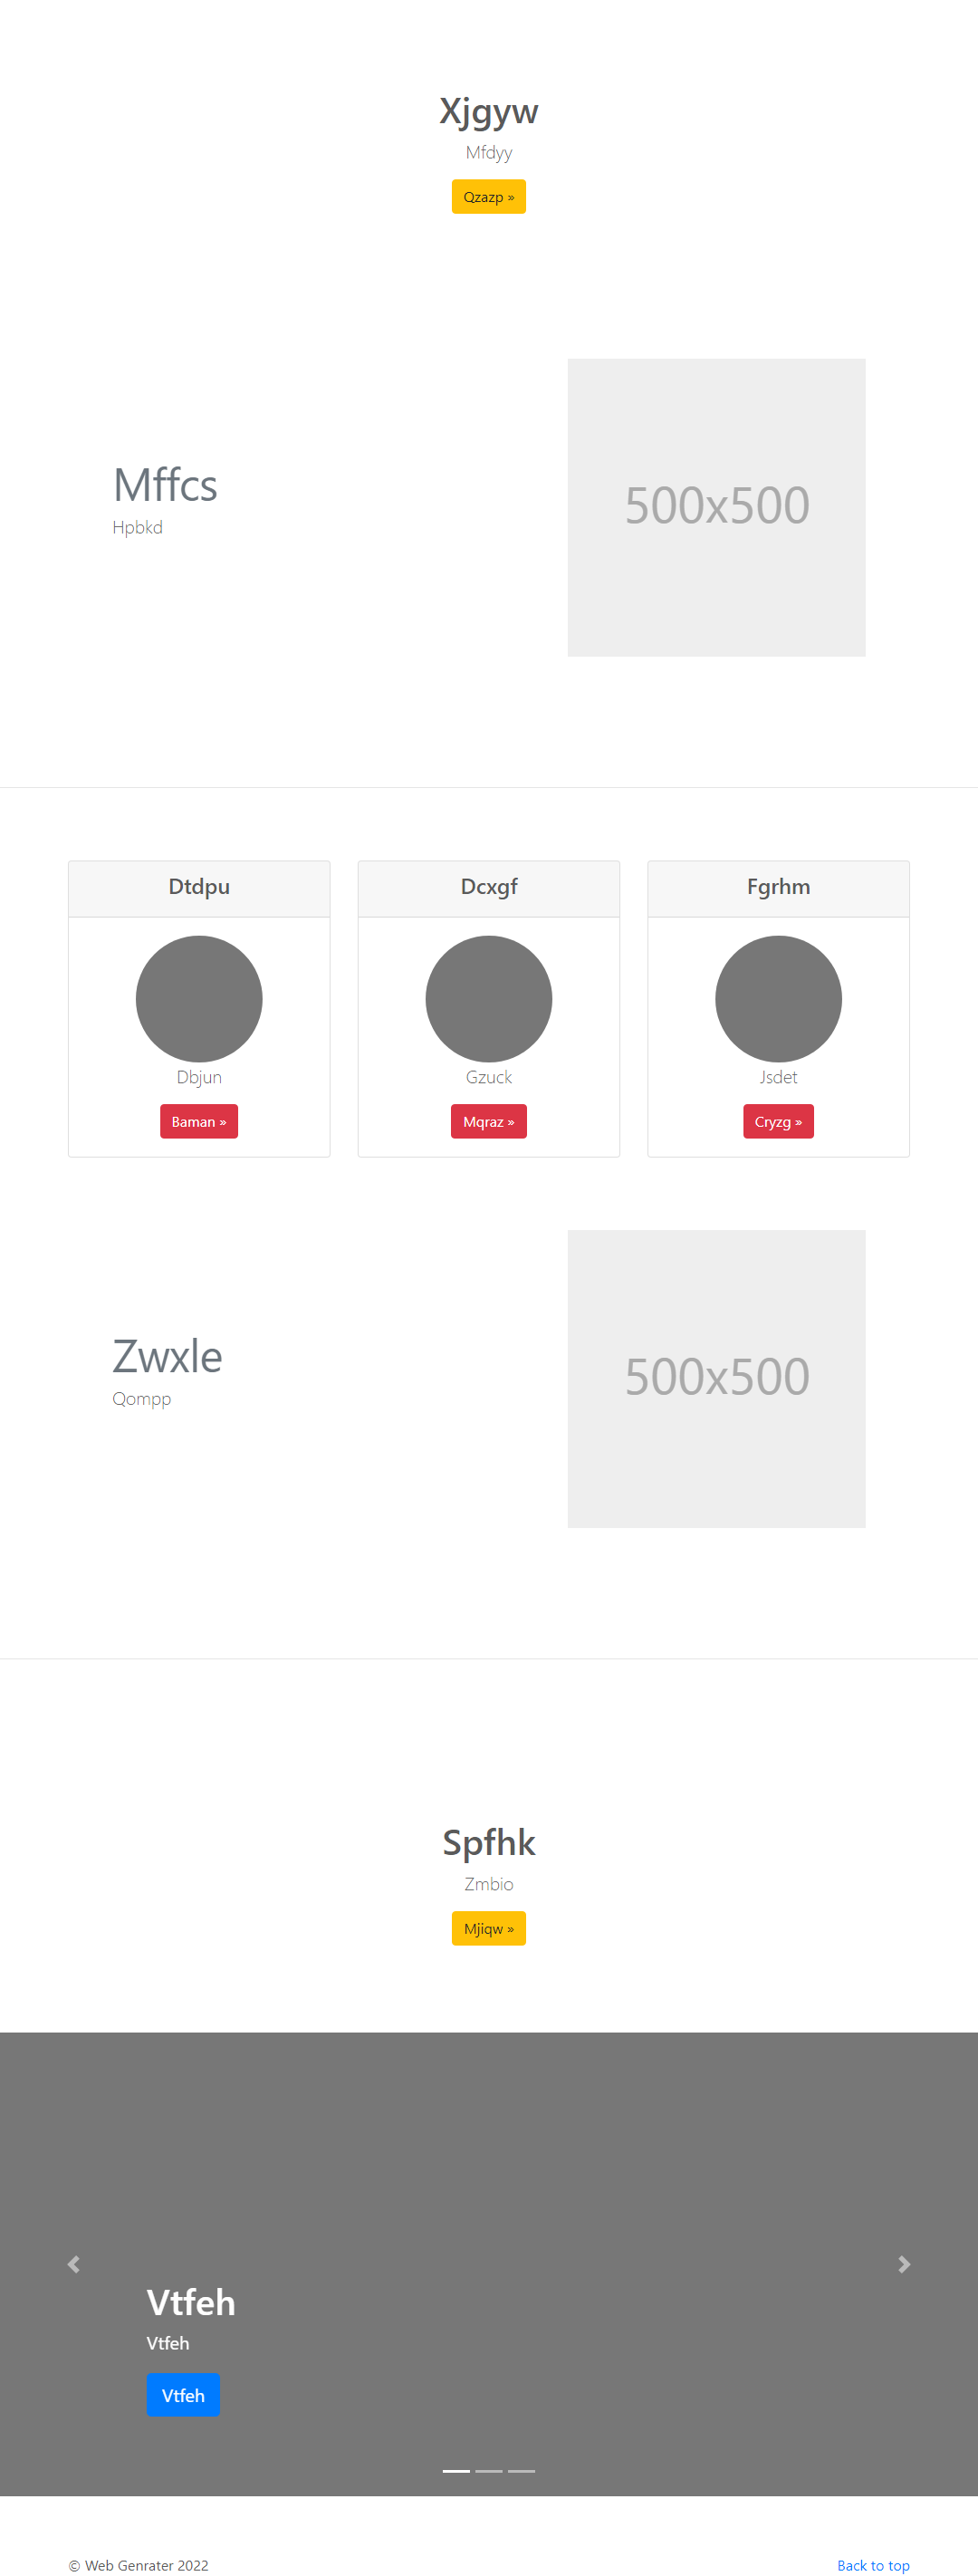 Xjgyw
Mfdyy
Qzazp »
Mffcs
Hpbkd
500x500
Dtdpu
Dcxgf
Fgrhm
Dbjun
Gzuck
Jsdet
Baman »
Mqraz »
Cryzg »
Zwxle
Qompp
500x500
Spfhk
Zmbio
Mjiqw »
Vtfeh
Vtfeh
Vtfeh
© Web Genrater 2022
Back to top